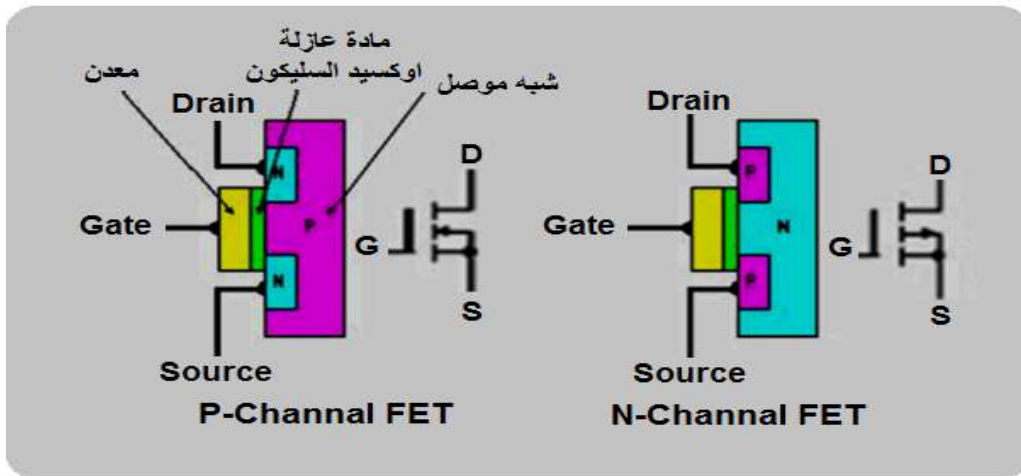 مادة عازلة
اوكسيد السليكون
معدن
شبه موصل
Drain
N
D
Gate
P
G
N
S
Source
P-Channal FET
Drain
P
D
Gate
N
G
P
S
Source
N-Channal FET